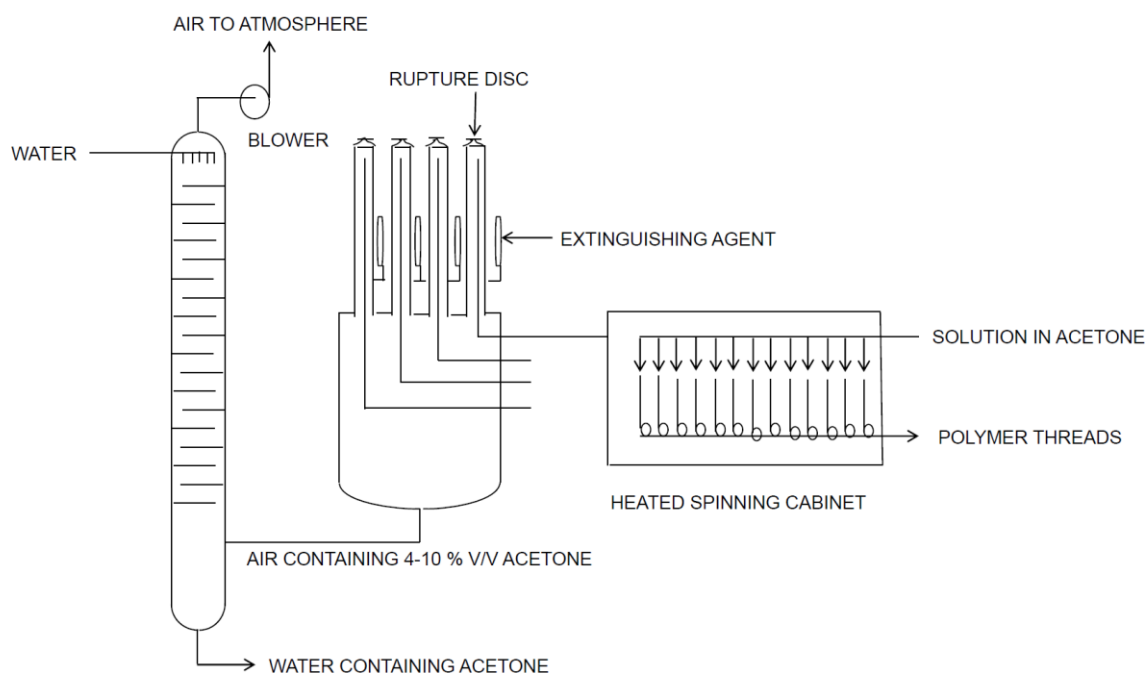 AIR TO ATMOSPHERE
RUPTURE DISC
BLOWER
WATER
EXTINGUISHING AGENT
SOLUTION IN ACETONE
POLYMER THREADS
HEATED SPINNING CABINET
AIR CONTAINING 4-10 % V/V ACETONE
WATER CONTAINING ACETONE